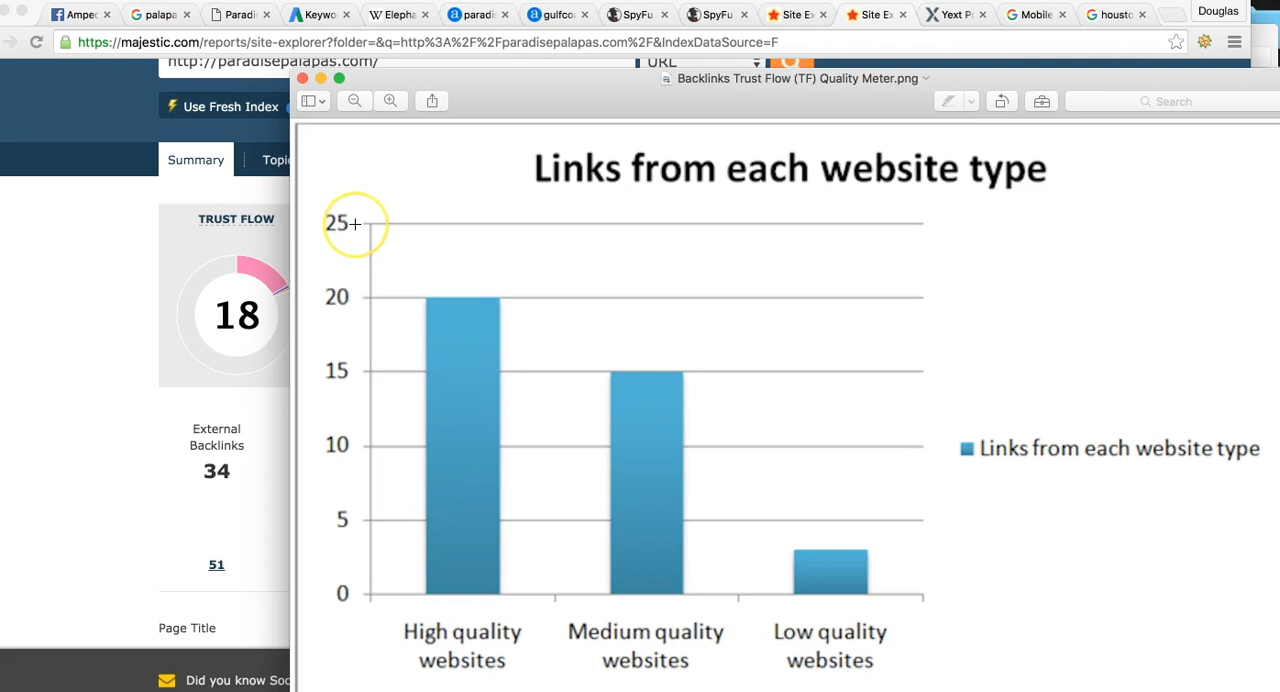 Ampec
palapa
Paradi
Keywo
Eleph
paradi
gulfco
SpyFu
SpyFu
Site Ex
Site Ex
Yext P
Mobile
housto
Douglas
https://majestic.com/reports/site-explorer?folder=&q=http%3A%2F%2Fparadisepalapas.com%2F&IndexDataSource=F
http://paradisepalapas.com/
URL
Backlinks Trust Flow (TF) Quality Meter.png
Search
Use Fresh Index
Summary
Topi
TRUST FLOW
18
External
Backlinks
34
51
Page Title
Did you know Soc
Links from each website type
25
20
15
10
5
0
High quality
websites
Medium quality
websites
Low quality
websites
Links from each website type